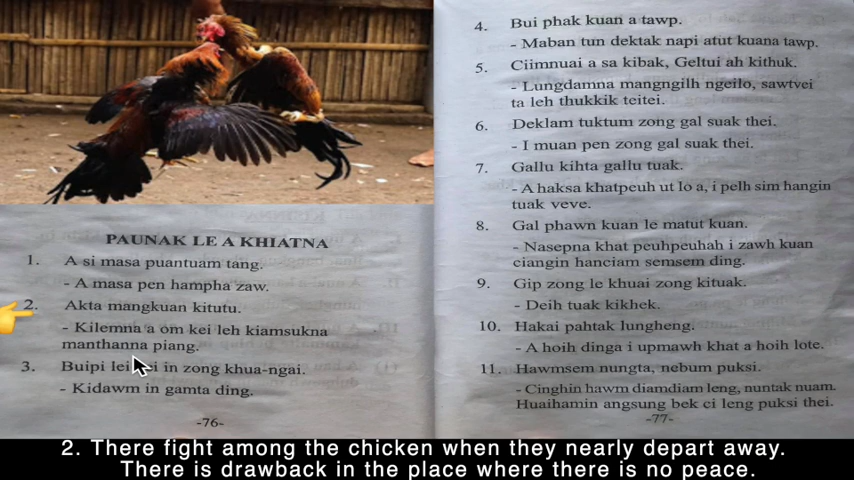 PAUNAK LE A KHIATNA
1. A si masa puantuam tang.
- A masa pen hampha zaw.
2. Akta mangkuan kitutu.
- Kilemna a om kei leh kiamsukna
manthanna piang.
3. Buipi lei in zong khua-ngai.
- Kidawm in gamta ding.
-76-
4. Bui phak kuan a tawp.
- Maban tun dektak napi atut kuana tawp.
5. Ciimnuai a sa kibak, Geltui ah kithuk.
- Lungdamna mangngilh ngeilo, sawtvei
ta leh thukkik teitei.
6. Deklam tuktum zong gal suak thei.
- I muan pen zong gal suak thei.
7. Gallu kihta gallu tuak.
- A haksa khatpeuh ut lo a, i pelh sim hangin
tuak veve.
8. Gal phawn kuan le matut kuan.
- Nasepna khat peuhpeuhah i zawh kuan
ciangin hanciam semsem ding.
9. Gip zong le khuai zong kituak.
- Deih tuak kikhek.
10. Hakai pahtak lungheng.
- A hoih dinga i upmawh khat a hoih lote.
11. Hawmsem nungta, nebum puksi.
- Cinghin hawm diamdiam leng, nuntak nuam.
Huaihamin angsung bek ci leng puksi thei.
-77-
2. There fight among the chicken when they nearly depart away.
There is drawback in the place where there is no peace.